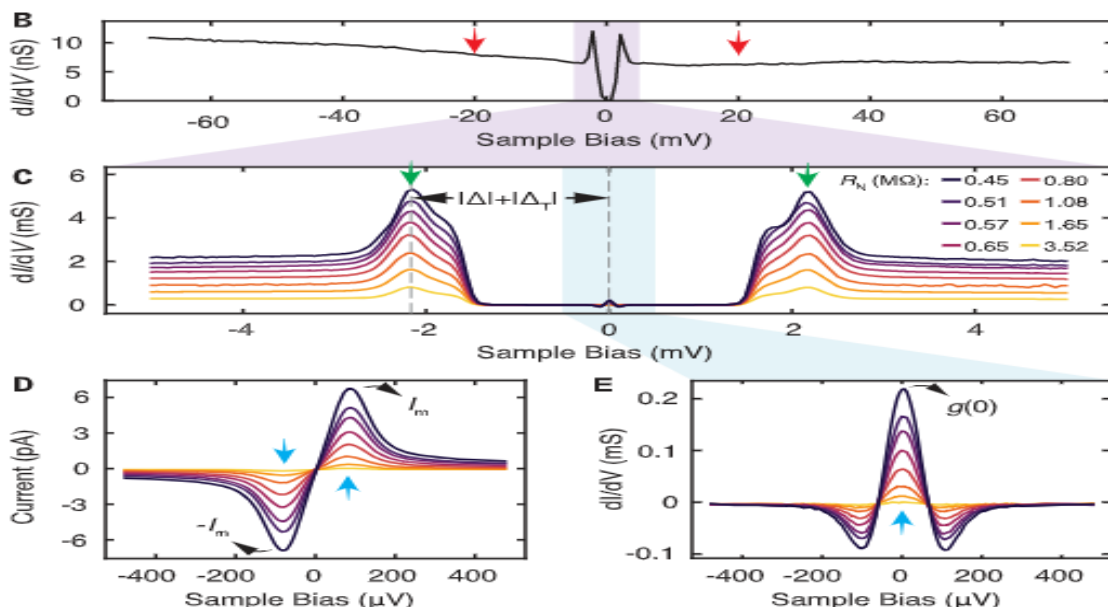 B
dI/dV (nS)
10
5
0
-60 -40 -20 0 20 40 60
Sample Bias (mV)
C
dI/dV (mS)
6
4
2
0
|Δ|+|Δ_T|
R_N (MΩ):
0.45 0.80
0.51 1.08
0.57 1.65
0.65 3.52
-4 -2 0 2 4
Sample Bias (mV)
D
Current (pA)
6
3
0
-3
-6
I_m
-I_m
-400 -200 0 200 400
Sample Bias (µV)
E
dI/dV (mS)
0.2
0.1
0
-0.1
g(0)
-400 -200 0 200 400
Sample Bias (µV)